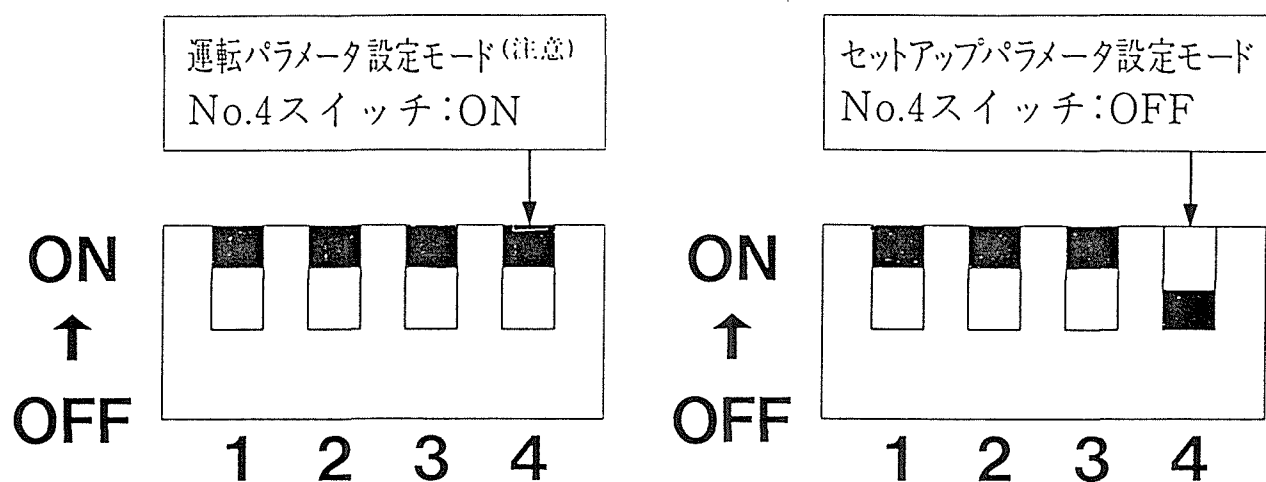 運転パラメータ設定モード(注意)
No.4スイッチ:ON
セットアップパラメータ設定モード
No.4スイッチ:OFF
ON
↑
OFF
1 2 3 4
ON
↑
OFF
1 2 3 4